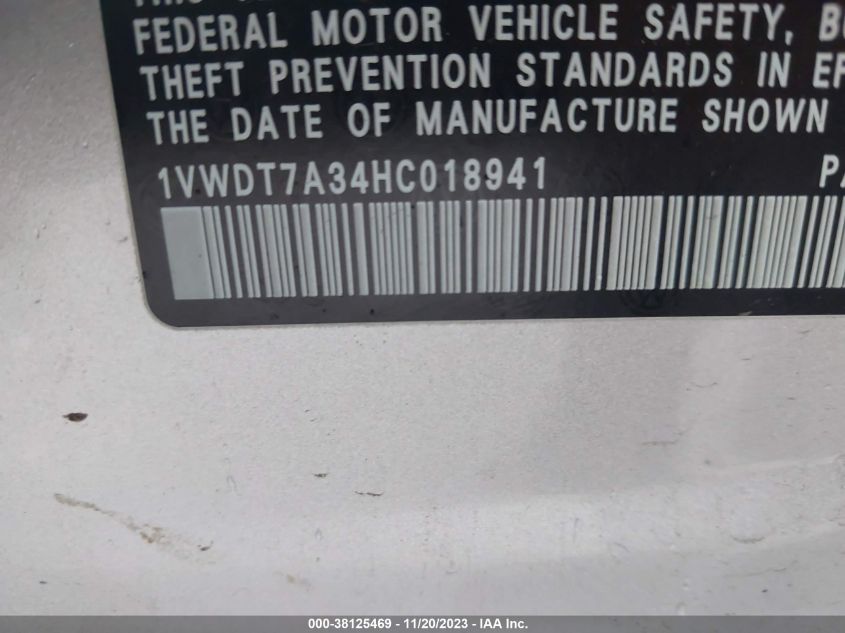 FEDERAL MOTOR VEHICLE SAFETY,
THEFT PREVENTION STANDARDS IN
THE DATE OF MANUFACTURE SHOWN
1VWDT7A34HC018941
000-38125469 - 11/20/2023 - IAA Inc.